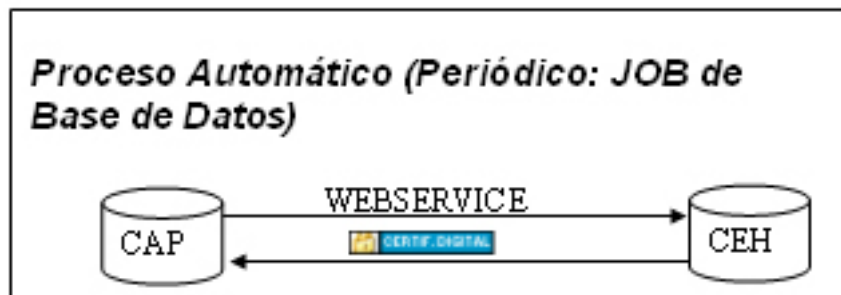 Proceso Automático (Periódico: JOB de
Base de Datos)
WEBSERVICE
CERTIF.DIGITAL
CAP
CEH